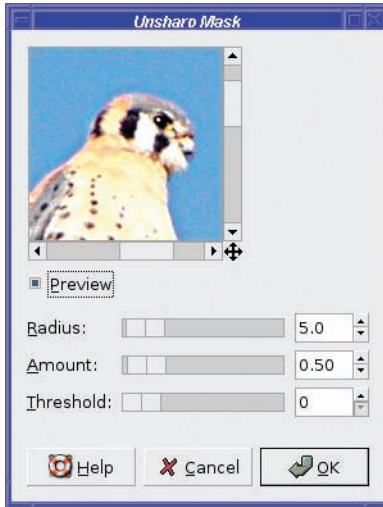 Unsharp Mask
Preview
Radius: 5.0
Amount: 0.50
Threshold: 0
Help Cancel OK